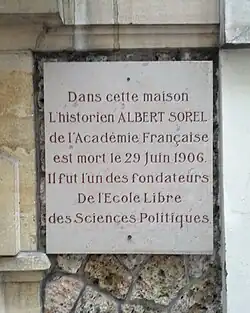 Dans cette maison
L'historien ALBERT SOREL
de l'Académie Française
est mort le 29 Juin 1906.
Il fut l'un des fondateurs
De l'Ecole Libre
des Sciences Politiques